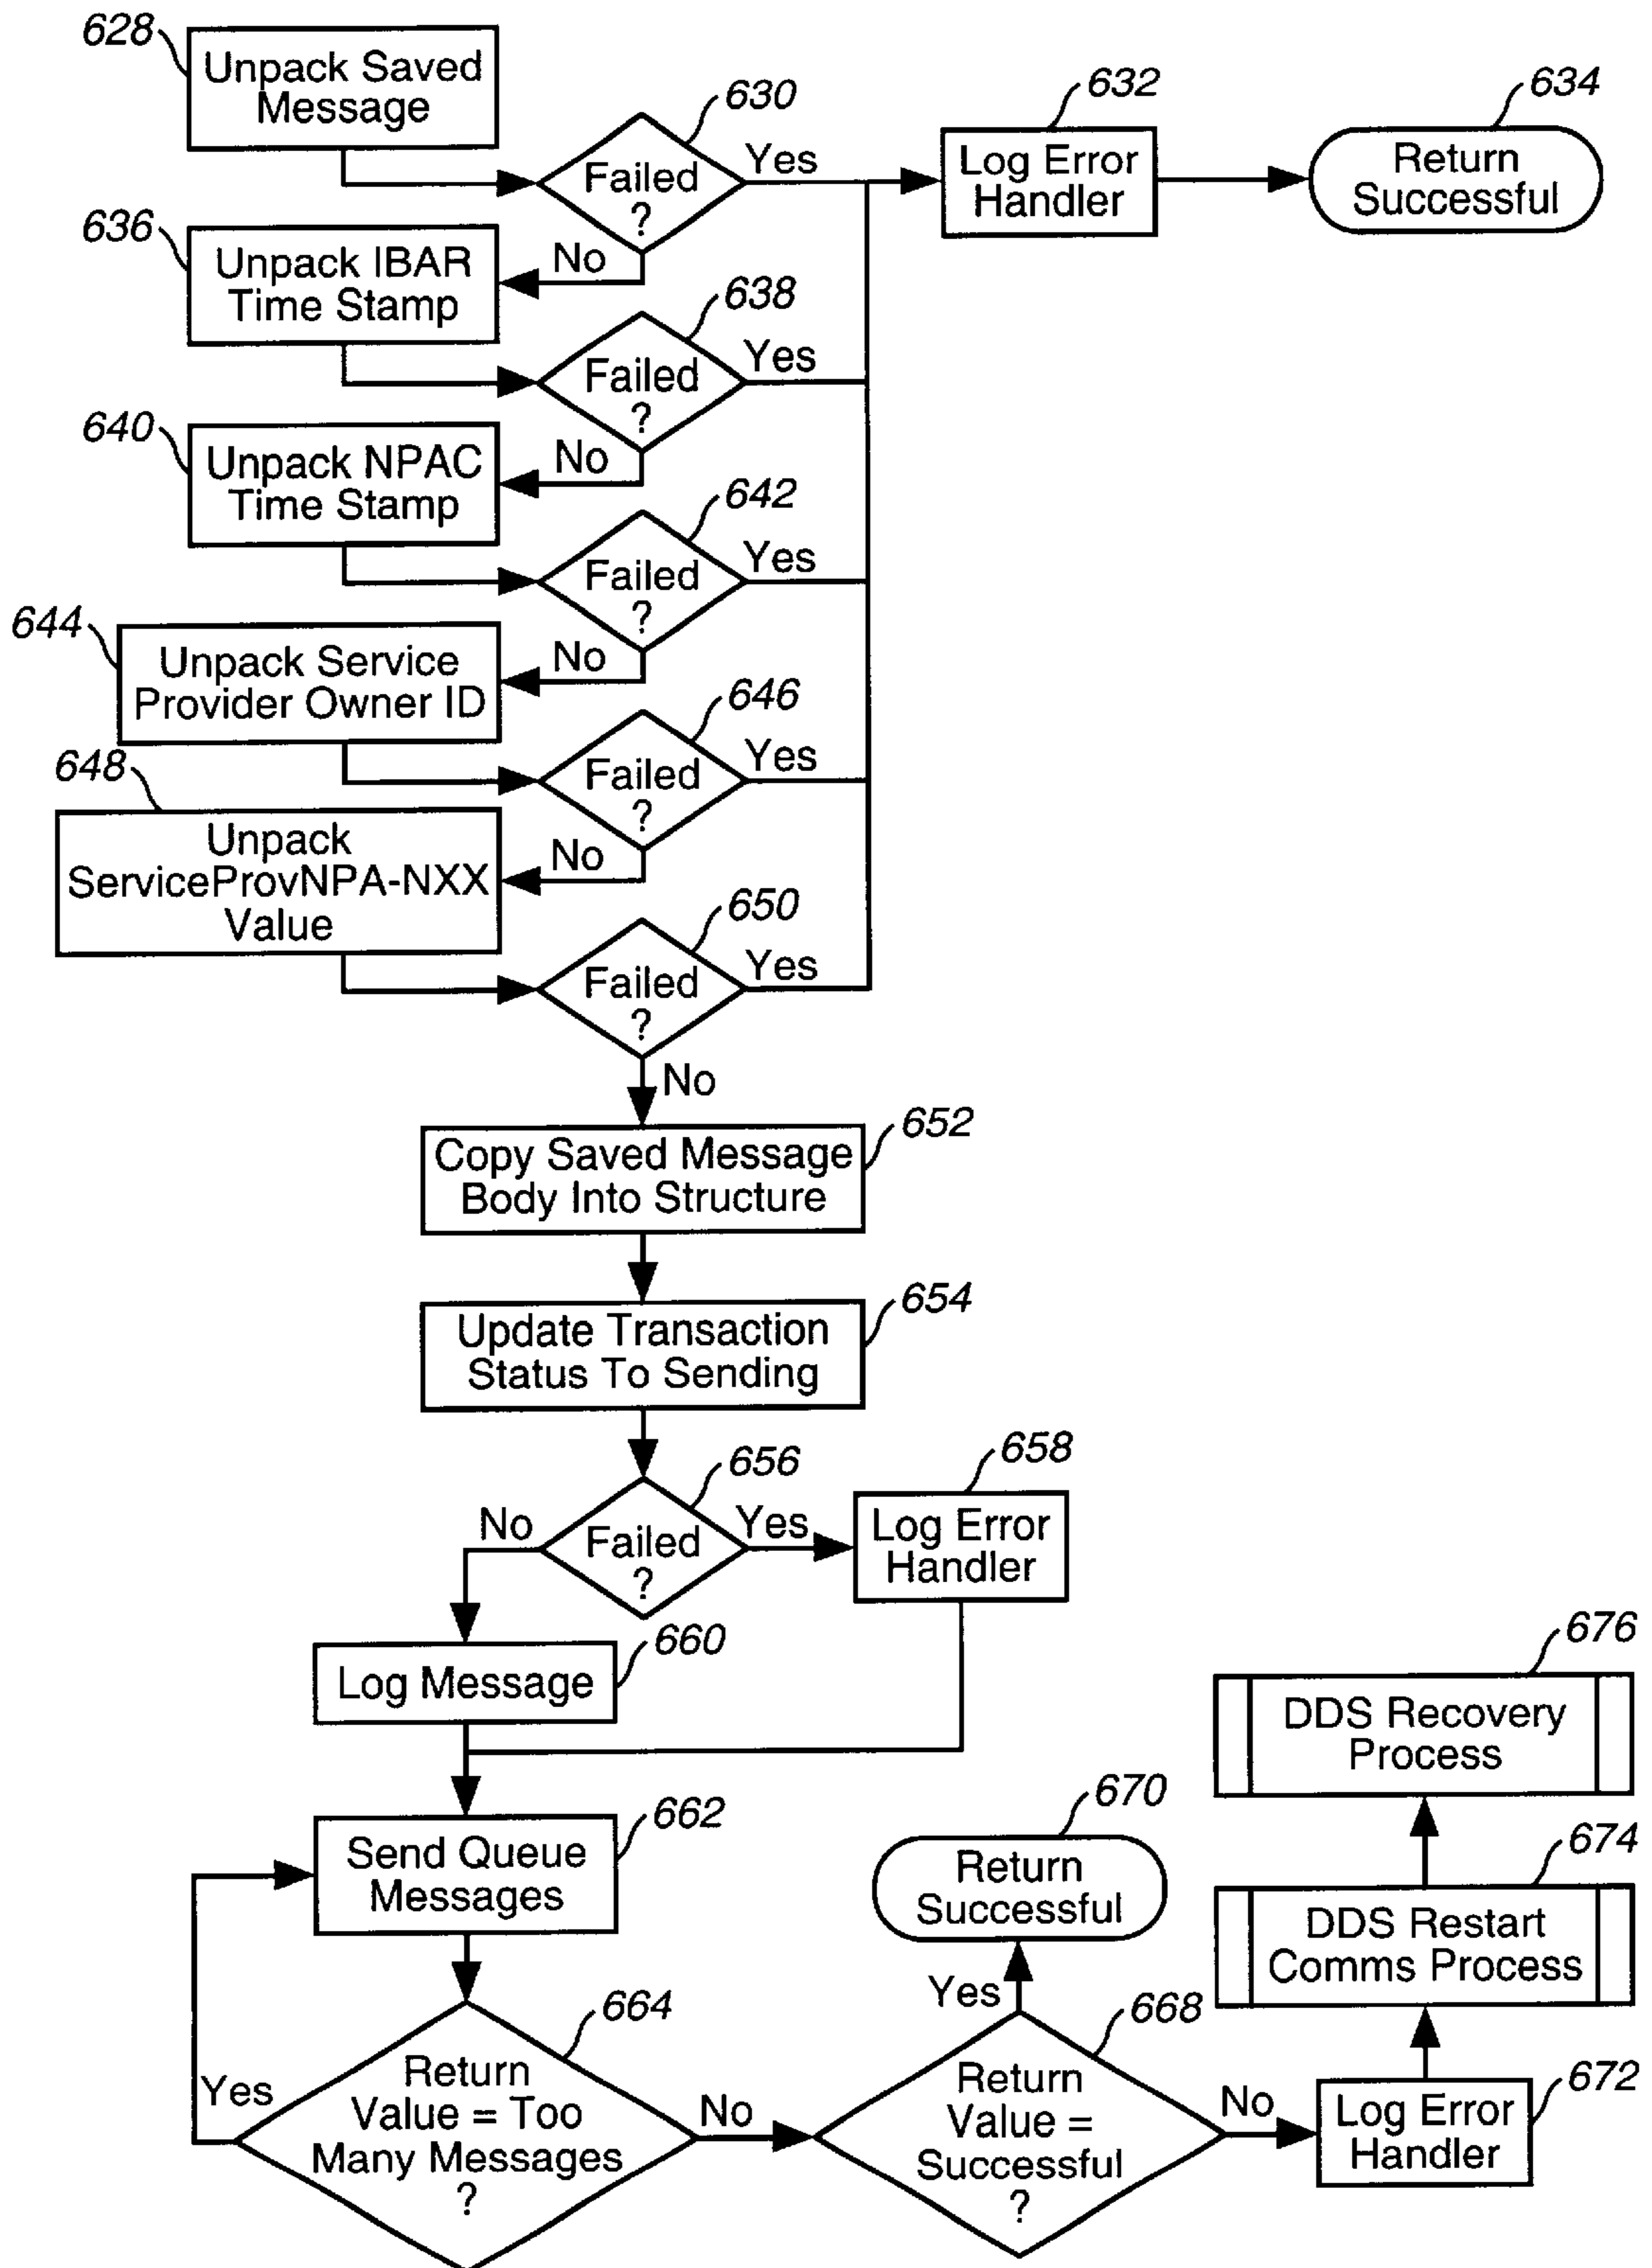 628
Unpack Saved
Message
630
Failed
?
Yes
No
632
Log Error
Handler
634
Return
Successful
636
Unpack IBAR
Time Stamp
638
Failed
?
Yes
No
640
Unpack NPAC
Time Stamp
642
Failed
?
Yes
No
644
Unpack Service
Provider Owner ID
646
Failed
?
Yes
No
648
Unpack
ServiceProvNPA-NXX
Value
650
Failed
?
Yes
No
652
Copy Saved Message
Body Into Structure
654
Update Transaction
Status To Sending
656
Failed
?
No
Yes
658
Log Error
Handler
660
Log Message
662
Send Queue
Messages
664
Return
Value = Too
Many Messages
?
Yes
No
668
Return
Value =
Successful
?
Yes
No
670
Return
Successful
672
Log Error
Handler
674
DDS Restart
Comms Process
676
DDS Recovery
Process